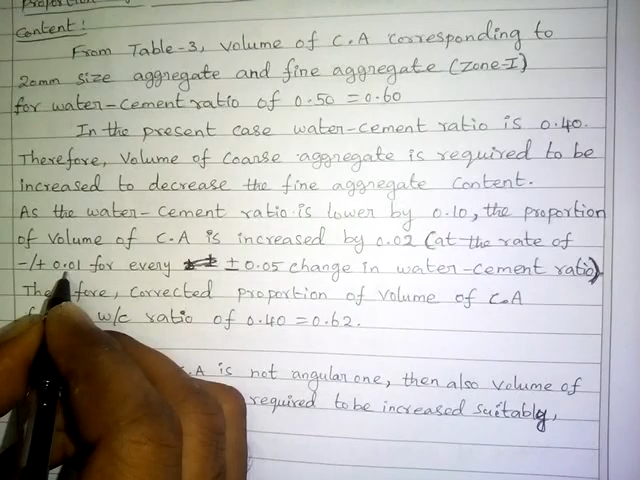 Proportion
Content:
From Table-3, Volume of C.A Corresponding to
20mm size aggregate and fine aggregate (Zone-I)
for water-cement ratio of 0.50 = 0.60
In the present case water-cement ratio is 0.40.
Therefore, Volume of Coarse aggregate is required to be
increased to decrease the fine aggregate content.
As the water-cement ratio is lower by 0.10, the proportion
of volume of C.A is increased by 0.02 (at the rate of
-/+ 0.01 for every ± 0.05 change in water-cement ratio)
fore, Corrected proportion of Volume of C.A
w/c ratio of 0.40 = 0.62.
C.A is not angular one, then also volume of
required to be increased suitably,